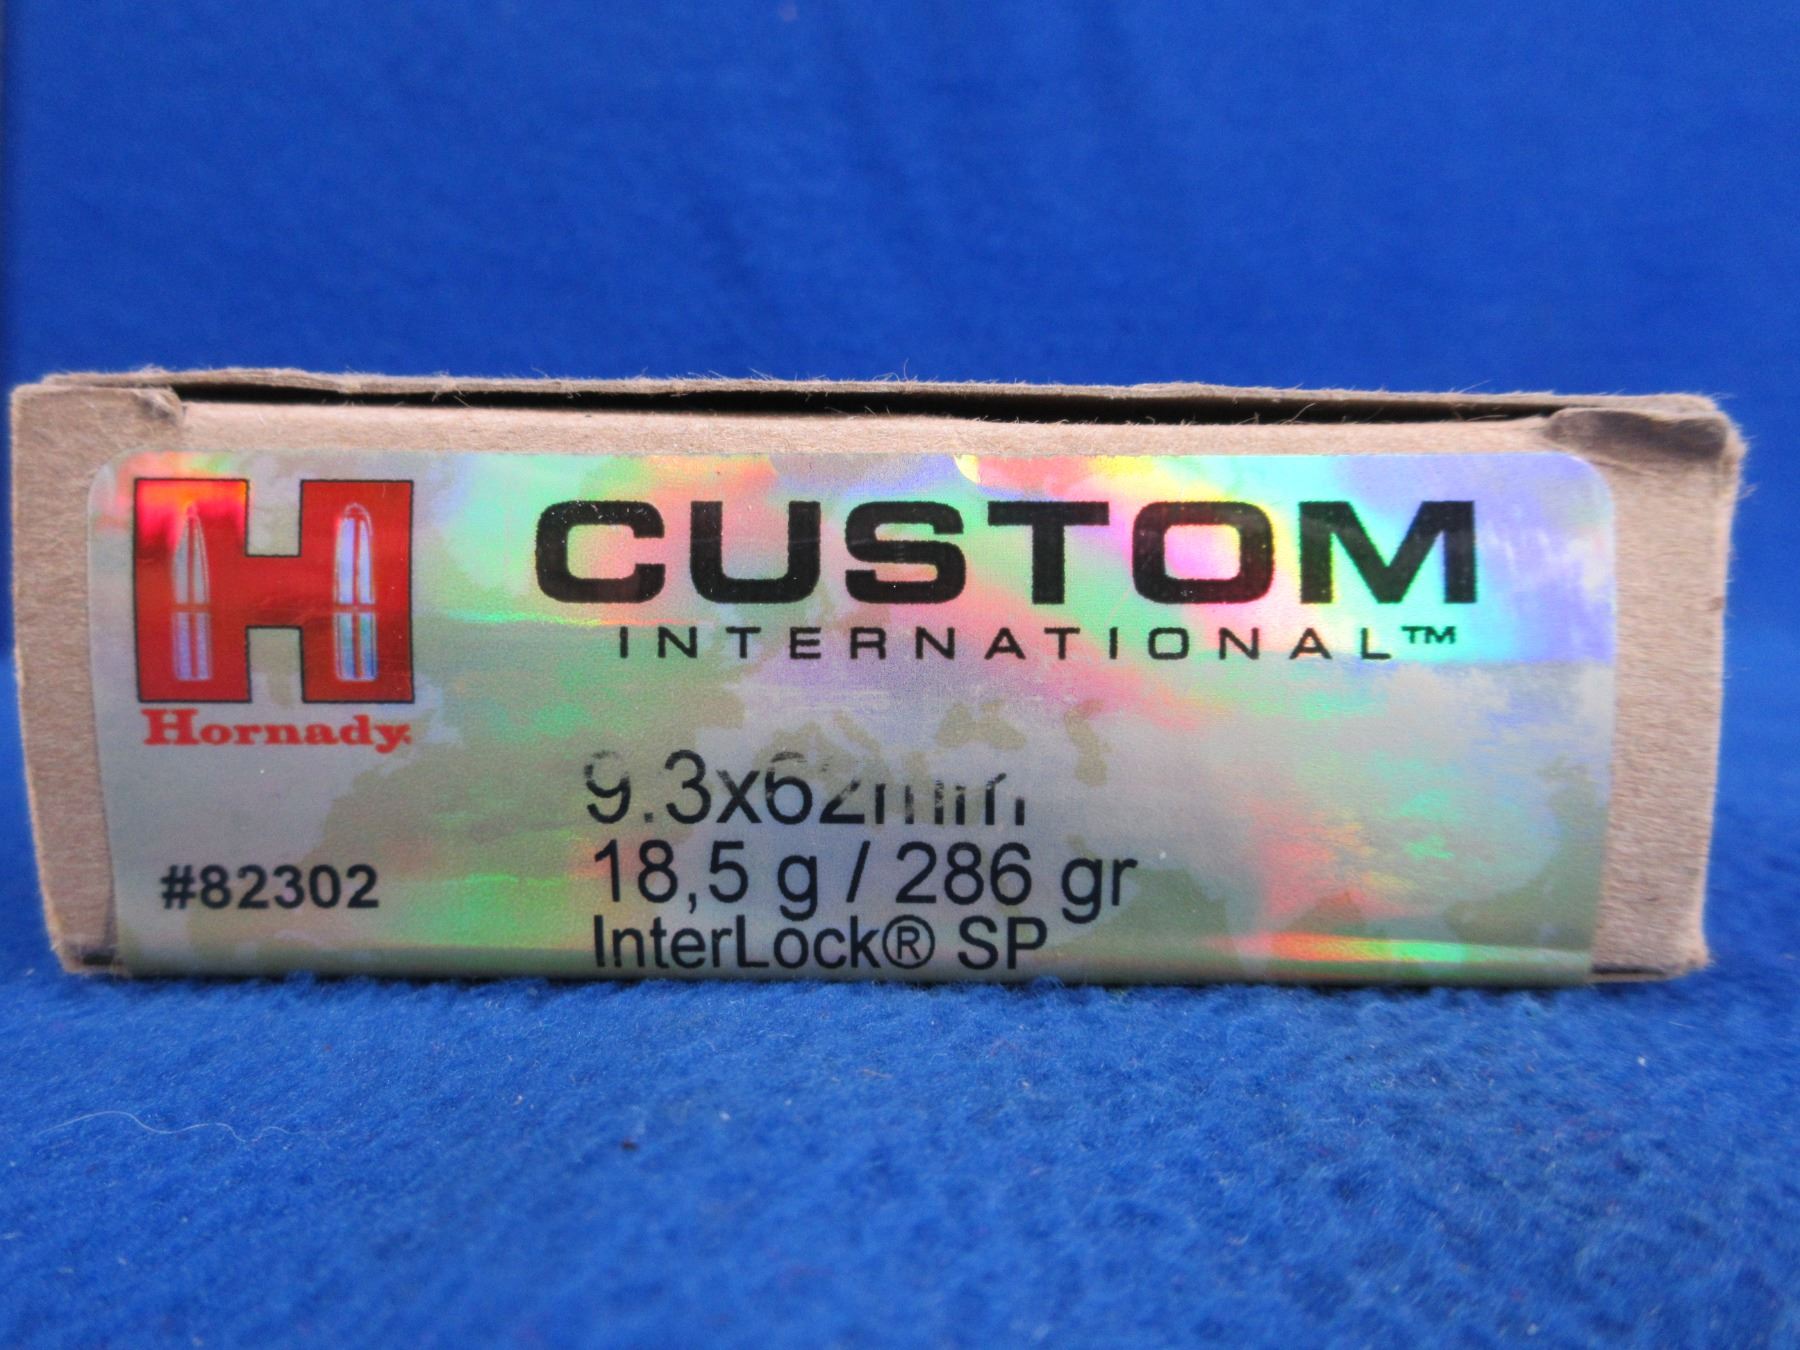 CUSTOM
INTERNATIONAL™
Hornady
9.3x62mm
18,5 g / 286 gr
InterLock® SP
#82302